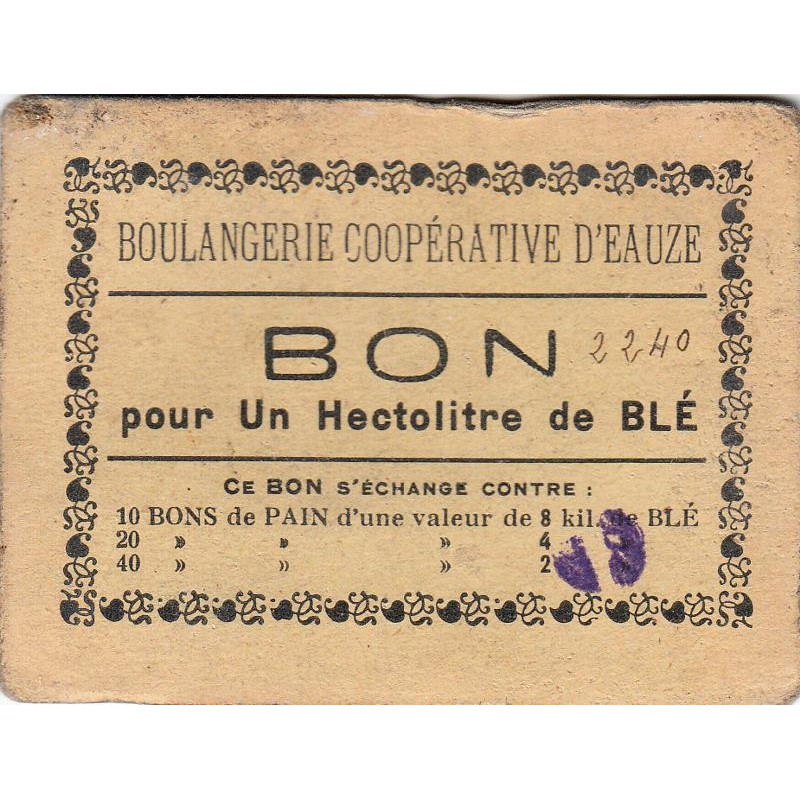 BOULANGERIE COOPÉRATIVE D'EAUZE
BON 2240
pour Un Hectolitre de BLÉ
CE BON S'ÉCHANGE CONTRE :
10 BONS de PAIN d'une valeur de 8 kil. de BLÉ
20 » » » 4 »
40 » » » 2